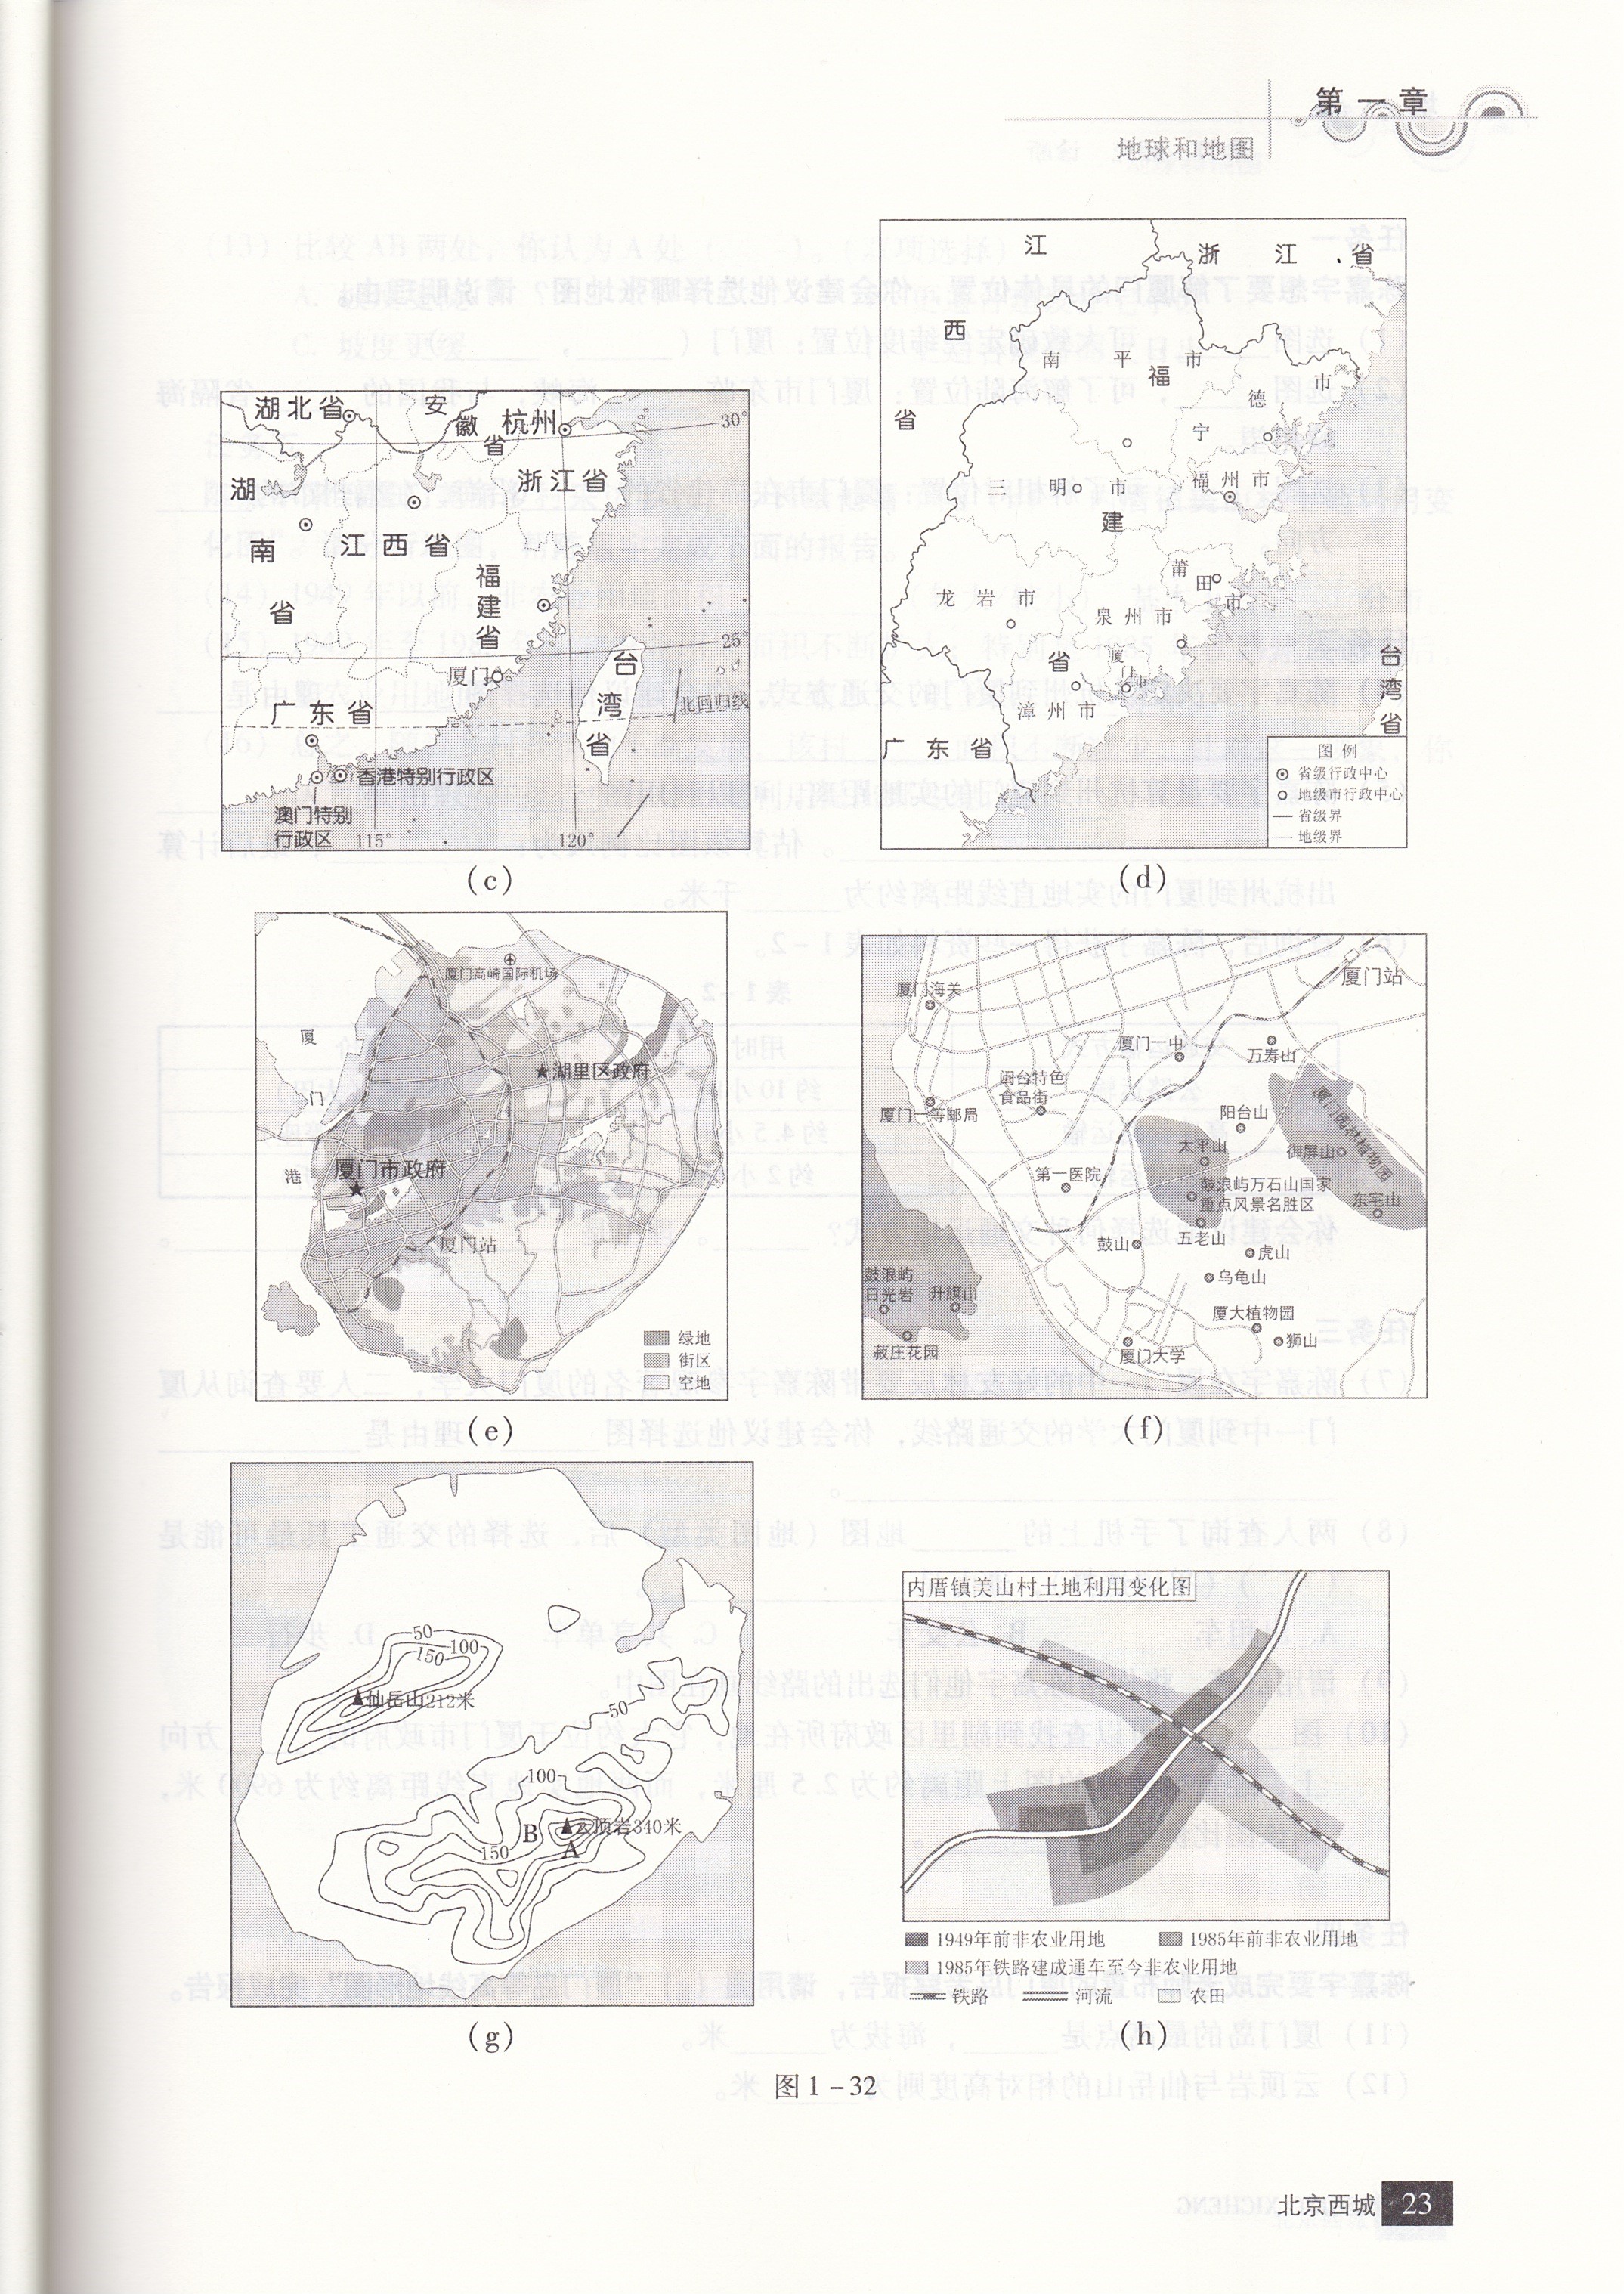 第一章
地球和地图
湖北省
安
徽
省
杭州
30°
湖
南
省
江西省
浙江省
福
建
省
25°
厦门
台
湾
省
北回归线
广东省
香港特别行政区
澳门特别
行政区
115°
120°
(c)
江
西
省
浙 江 省
南 平 市
福
建
省
宁
德
市
三 明 市
福州市
莆
田
市
龙 岩 市
泉州市
厦
门
市
漳州市
广东省
台
湾
省
图例
省级行政中心
地级市行政中心
省级界
地级界
(d)
厦门高崎国际机场
厦
门
港
湖里区政府
厦门市政府
厦门站
绿地
街区
空地
(e)
厦门站
厦门海关
厦门一中
万寿山
闽台特色
食品街
厦门一等邮局
阳台山
厦门园林植物园
太平山
御屏山
第一医院
鼓浪屿万石山国家
重点风景名胜区
东宅山
五老山
鼓山
虎山
乌龟山
鼓浪屿
日光岩
升旗山
厦大植物园
狮山
菽庄花园
厦门大学
(f)
50
100
150
仙岳山212米
50
100
B
云顶岩340米
A
150
(g)
内厝镇美山村土地利用变化图
1949年前非农业用地
1985年前非农业用地
1985年铁路建成通车至今非农业用地
铁路
河流
农田
(h)
图1-32
北京西城 23